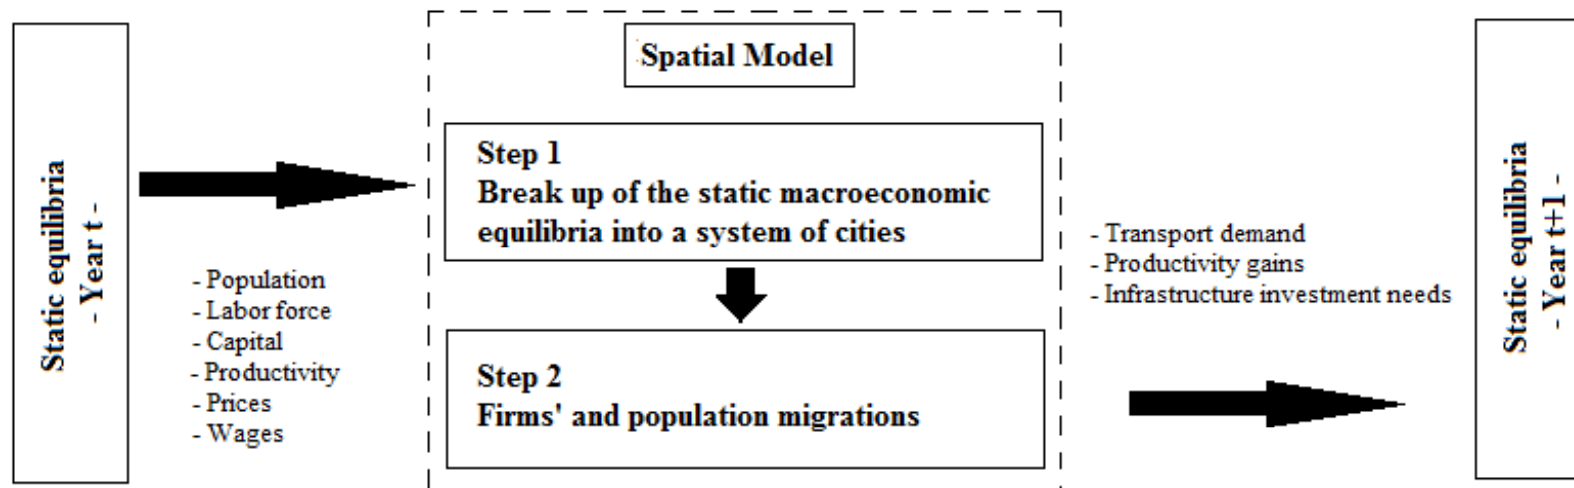 Static equilibria
- Year t -
- Population
- Labor force
- Capital
- Productivity
- Prices
- Wages
Spatial Model
Step 1
Break up of the static macroeconomic
equilibria into a system of cities
Step 2
Firms' and population migrations
- Transport demand
- Productivity gains
- Infrastructure investment needs
Static equilibria
- Year t+1 -